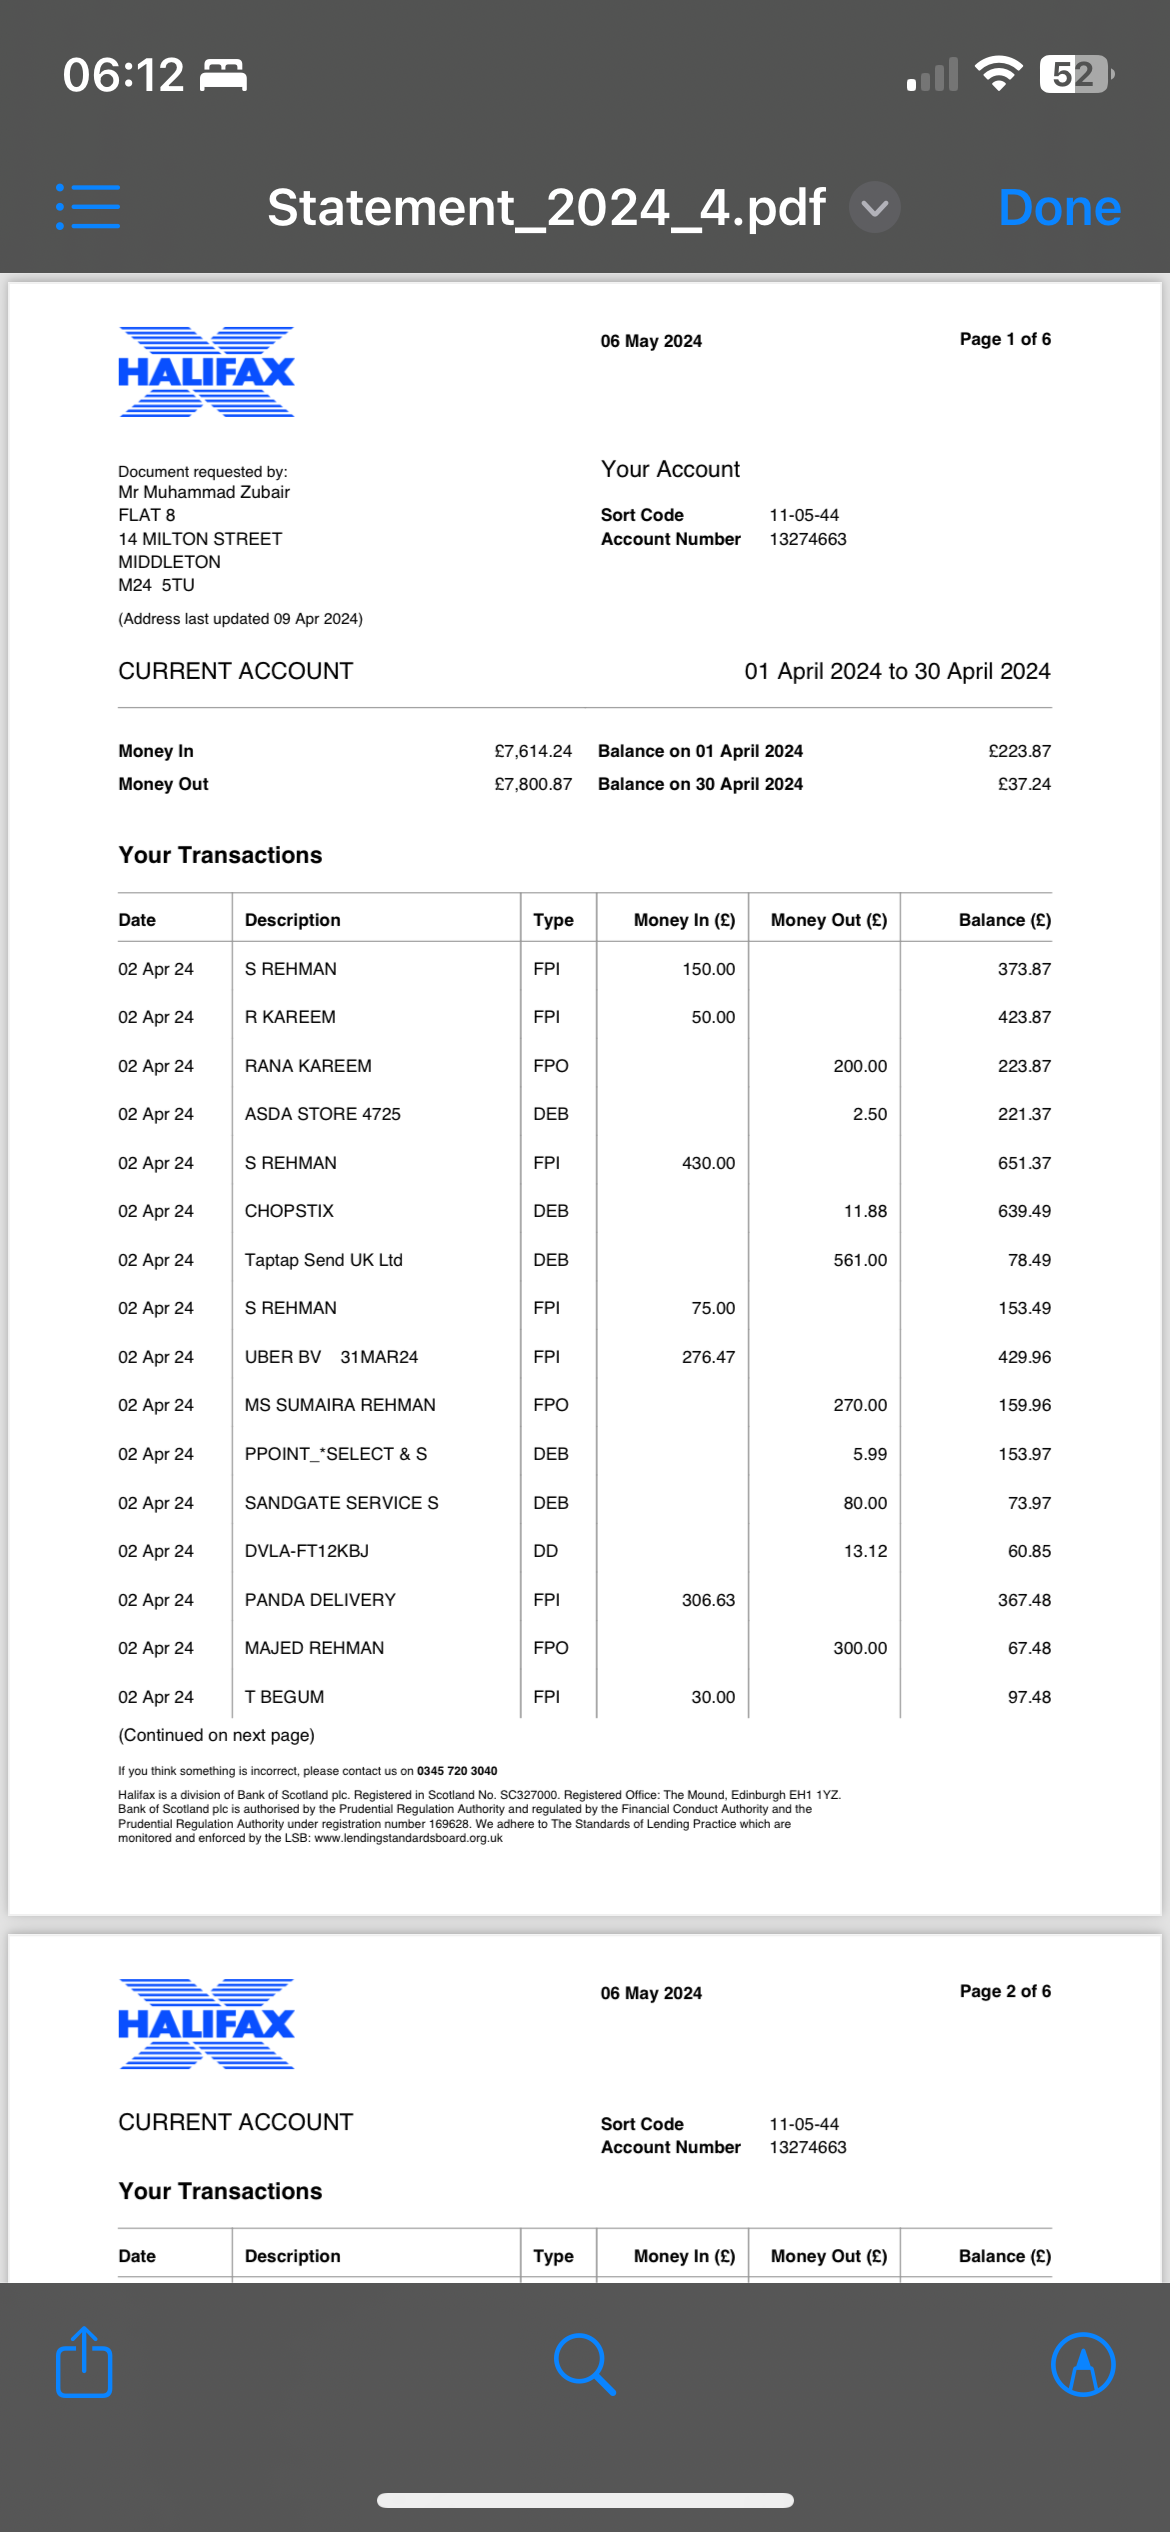 06:12
52
Statement_2024_4.pdf
Done
HALIFAX
06 May 2024
Page 1 of 6
Document requested by:
Mr Muhammad Zubair
FLAT 8
14 MILTON STREET
MIDDLETON
M24 5TU
(Address last updated 09 Apr 2024)
Your Account
Sort Code 11-05-44
Account Number 13274663
CURRENT ACCOUNT 01 April 2024 to 30 April 2024
Money In £7,614.24 Balance on 01 April 2024 £223.87
Money Out £7,800.87 Balance on 30 April 2024 £37.24
Your Transactions
Date Description Type Money In (£) Money Out (£) Balance (£)
02 Apr 24 S REHMAN FPI 150.00 373.87
02 Apr 24 R KAREEM FPI 50.00 423.87
02 Apr 24 RANA KAREEM FPO 200.00 223.87
02 Apr 24 ASDA STORE 4725 DEB 2.50 221.37
02 Apr 24 S REHMAN FPI 430.00 651.37
02 Apr 24 CHOPSTIX DEB 11.88 639.49
02 Apr 24 Taptap Send UK Ltd DEB 561.00 78.49
02 Apr 24 S REHMAN FPI 75.00 153.49
02 Apr 24 UBER BV 31MAR24 FPI 276.47 429.96
02 Apr 24 MS SUMAIRA REHMAN FPO 270.00 159.96
02 Apr 24 PPOINT_*SELECT & S DEB 5.99 153.97
02 Apr 24 SANDGATE SERVICE S DEB 80.00 73.97
02 Apr 24 DVLA-FT12KBJ DD 13.12 60.85
02 Apr 24 PANDA DELIVERY FPI 306.63 367.48
02 Apr 24 MAJED REHMAN FPO 300.00 67.48
02 Apr 24 T BEGUM FPI 30.00 97.48
(Continued on next page)
If you think something is incorrect, please contact us on 0345 720 3040
Halifax is a division of Bank of Scotland plc. Registered in Scotland No. SC327000. Registered Office: The Mound, Edinburgh EH1 1YZ.
Bank of Scotland plc is authorised by the Prudential Regulation Authority and regulated by the Financial Conduct Authority and the
Prudential Regulation Authority under registration number 169628. We adhere to The Standards of Lending Practice which are
monitored and enforced by the LSB: www.lendingstandardsboard.org.uk
HALIFAX
06 May 2024
Page 2 of 6
CURRENT ACCOUNT
Sort Code 11-05-44
Account Number 13274663
Your Transactions
Date Description Type Money In (£) Money Out (£) Balance (£)